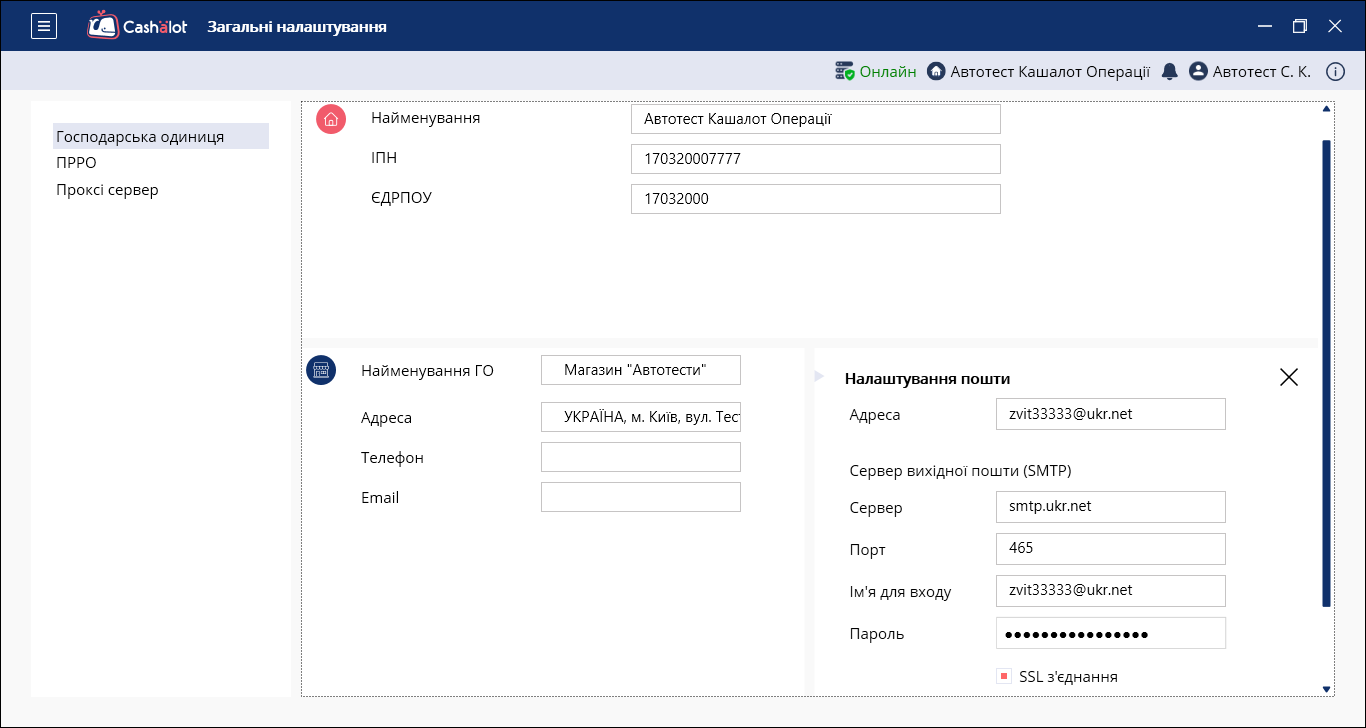 Cashalot Загальні налаштування
Онлайн Автотест Кашалот Операції Автотест С. К.
Господарська одиниця
ПРРО
Проксі сервер
Найменування Автотест Кашалот Операції
ІПН 170320007777
ЄДРПОУ 17032000
Найменування ГО Магазин "Автотести"
Адреса УКРАЇНА, м. Київ, вул. Тест
Телефон
Email
Налаштування пошти
Адреса zvit33333@ukr.net
Сервер вихідної пошти (SMTP)
Сервер smtp.ukr.net
Порт 465
Ім'я для входу zvit33333@ukr.net
Пароль ●●●●●●●●●●●●●●●●
SSL з'єднання